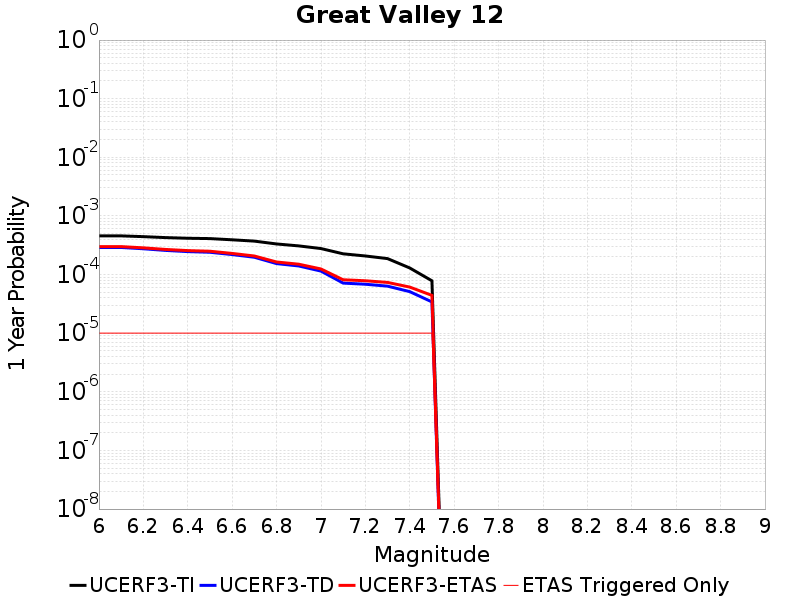 Great Valley 12
10^0
10^-1
10^-2
10^-3
10^-4
10^-5
10^-6
10^-7
10^-8
1 Year Probability
6 6.2 6.4 6.6 6.8 7 7.2 7.4 7.6 7.8 8 8.2 8.4 8.6 8.8 9
Magnitude
UCERF3-TI UCERF3-TD UCERF3-ETAS ETAS Triggered Only